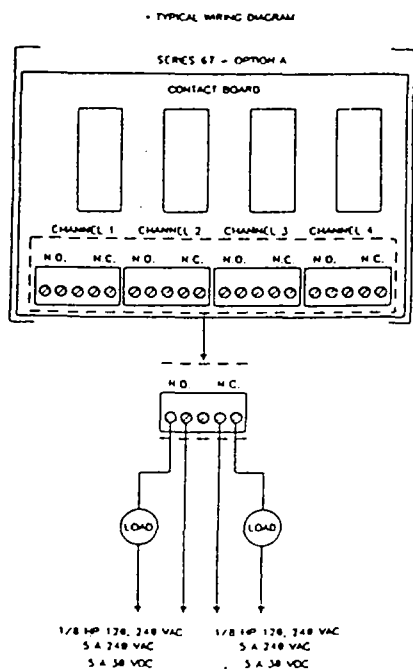 • TYPICAL WIRING DIAGRAM
SERIES 67 - OPTION A
CONTACT BOARD
CHANNEL 1 CHANNEL 2 CHANNEL 3 CHANNEL 4
N.O. N.C. N.O. N.C. N.O. N.C. N.O. N.C.
N.O. N.C.
LOAD LOAD
1/8 HP 120, 240 VAC 1/8 HP 120, 240 VAC
5 A 240 VAC 5 A 240 VAC
5 A 30 VDC 5 A 30 VDC